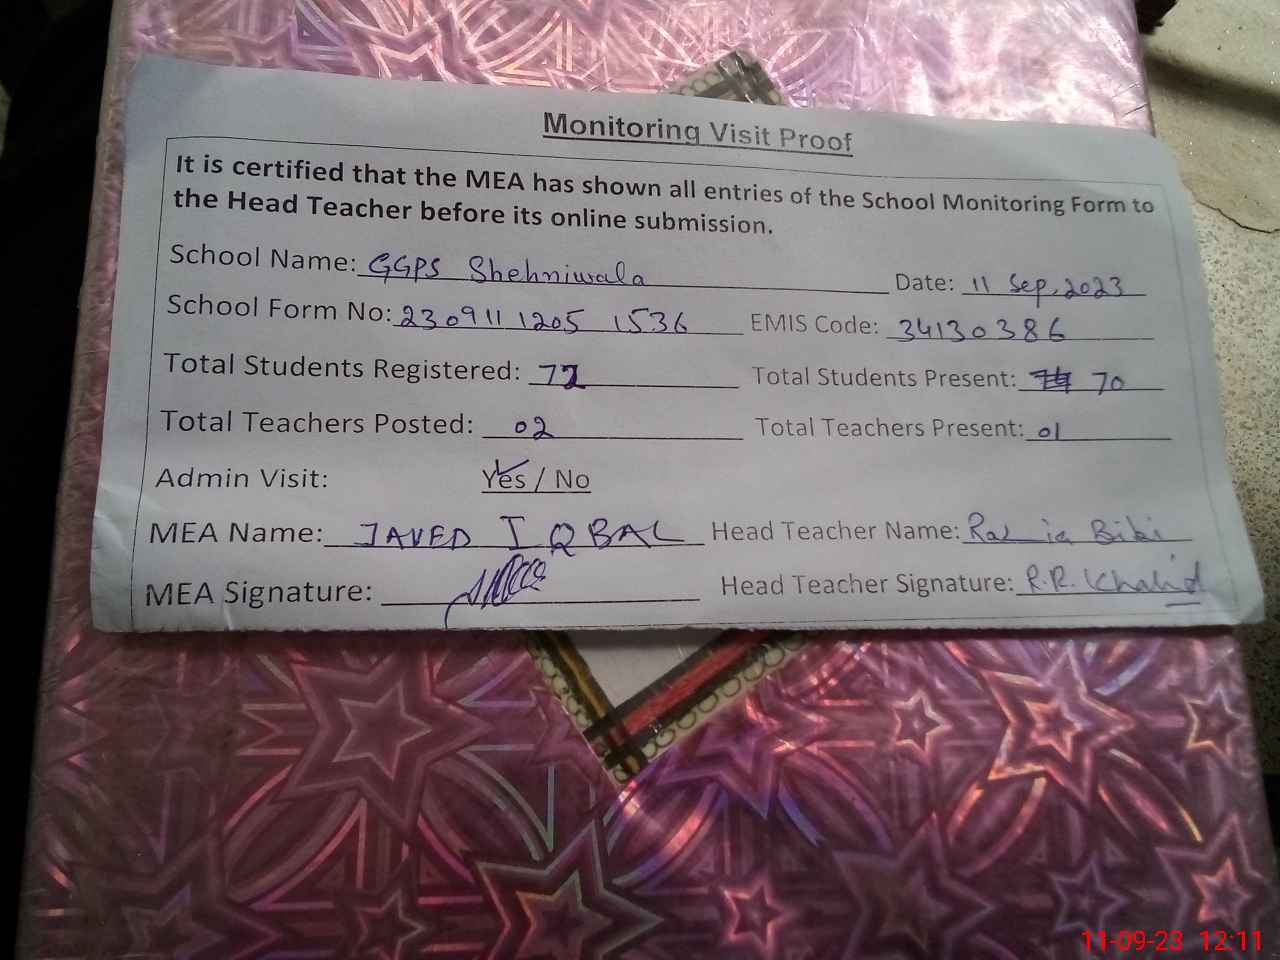 Monitoring Visit Proof
It is certified that the MEA has shown all entries of the School Monitoring Form to
the Head Teacher before its online submission.
School Name: GGPS Shehniwala Date: 11 Sep, 2023
School Form No: 230911 1205 1536 EMIS Code: 34130386
Total Students Registered: 72 Total Students Present: 70
Total Teachers Posted: 02 Total Teachers Present: 01
Admin Visit: Yes / No
MEA Name: JAVED IQBAL Head Teacher Name: Razia Bibi
MEA Signature: Head Teacher Signature: R.R. Khalid
11-09-23 12:11